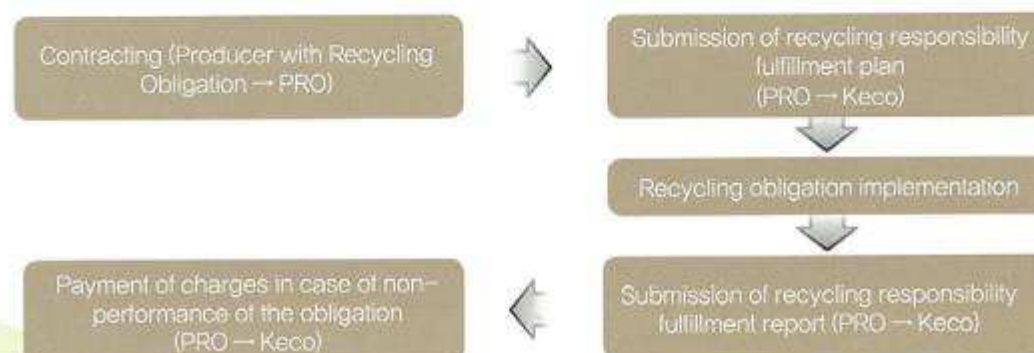 Contracting (Producer with Recycling
Obligation → PRO)
Submission of recycling responsibility
fulfillment plan
(PRO → Keco)
Recycling obligation implementation
Submission of recycling responsibility
fulfillment report (PRO → Keco)
Payment of charges in case of non-
performance of the obligation
(PRO → Keco)